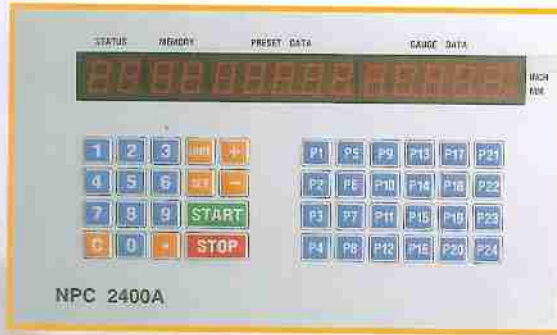 STATUS MEMORY PRESET DATA GAUGE DATA
INCH
M/M
1 2 3 +
4 5 6 SET −
7 8 9 START
C 0 • STOP
P1 P5 P9 P13 P17 P21
P2 P6 P10 P14 P18 P22
P3 P7 P11 P15 P19 P23
P4 P8 P12 P16 P20 P24
NPC 2400A